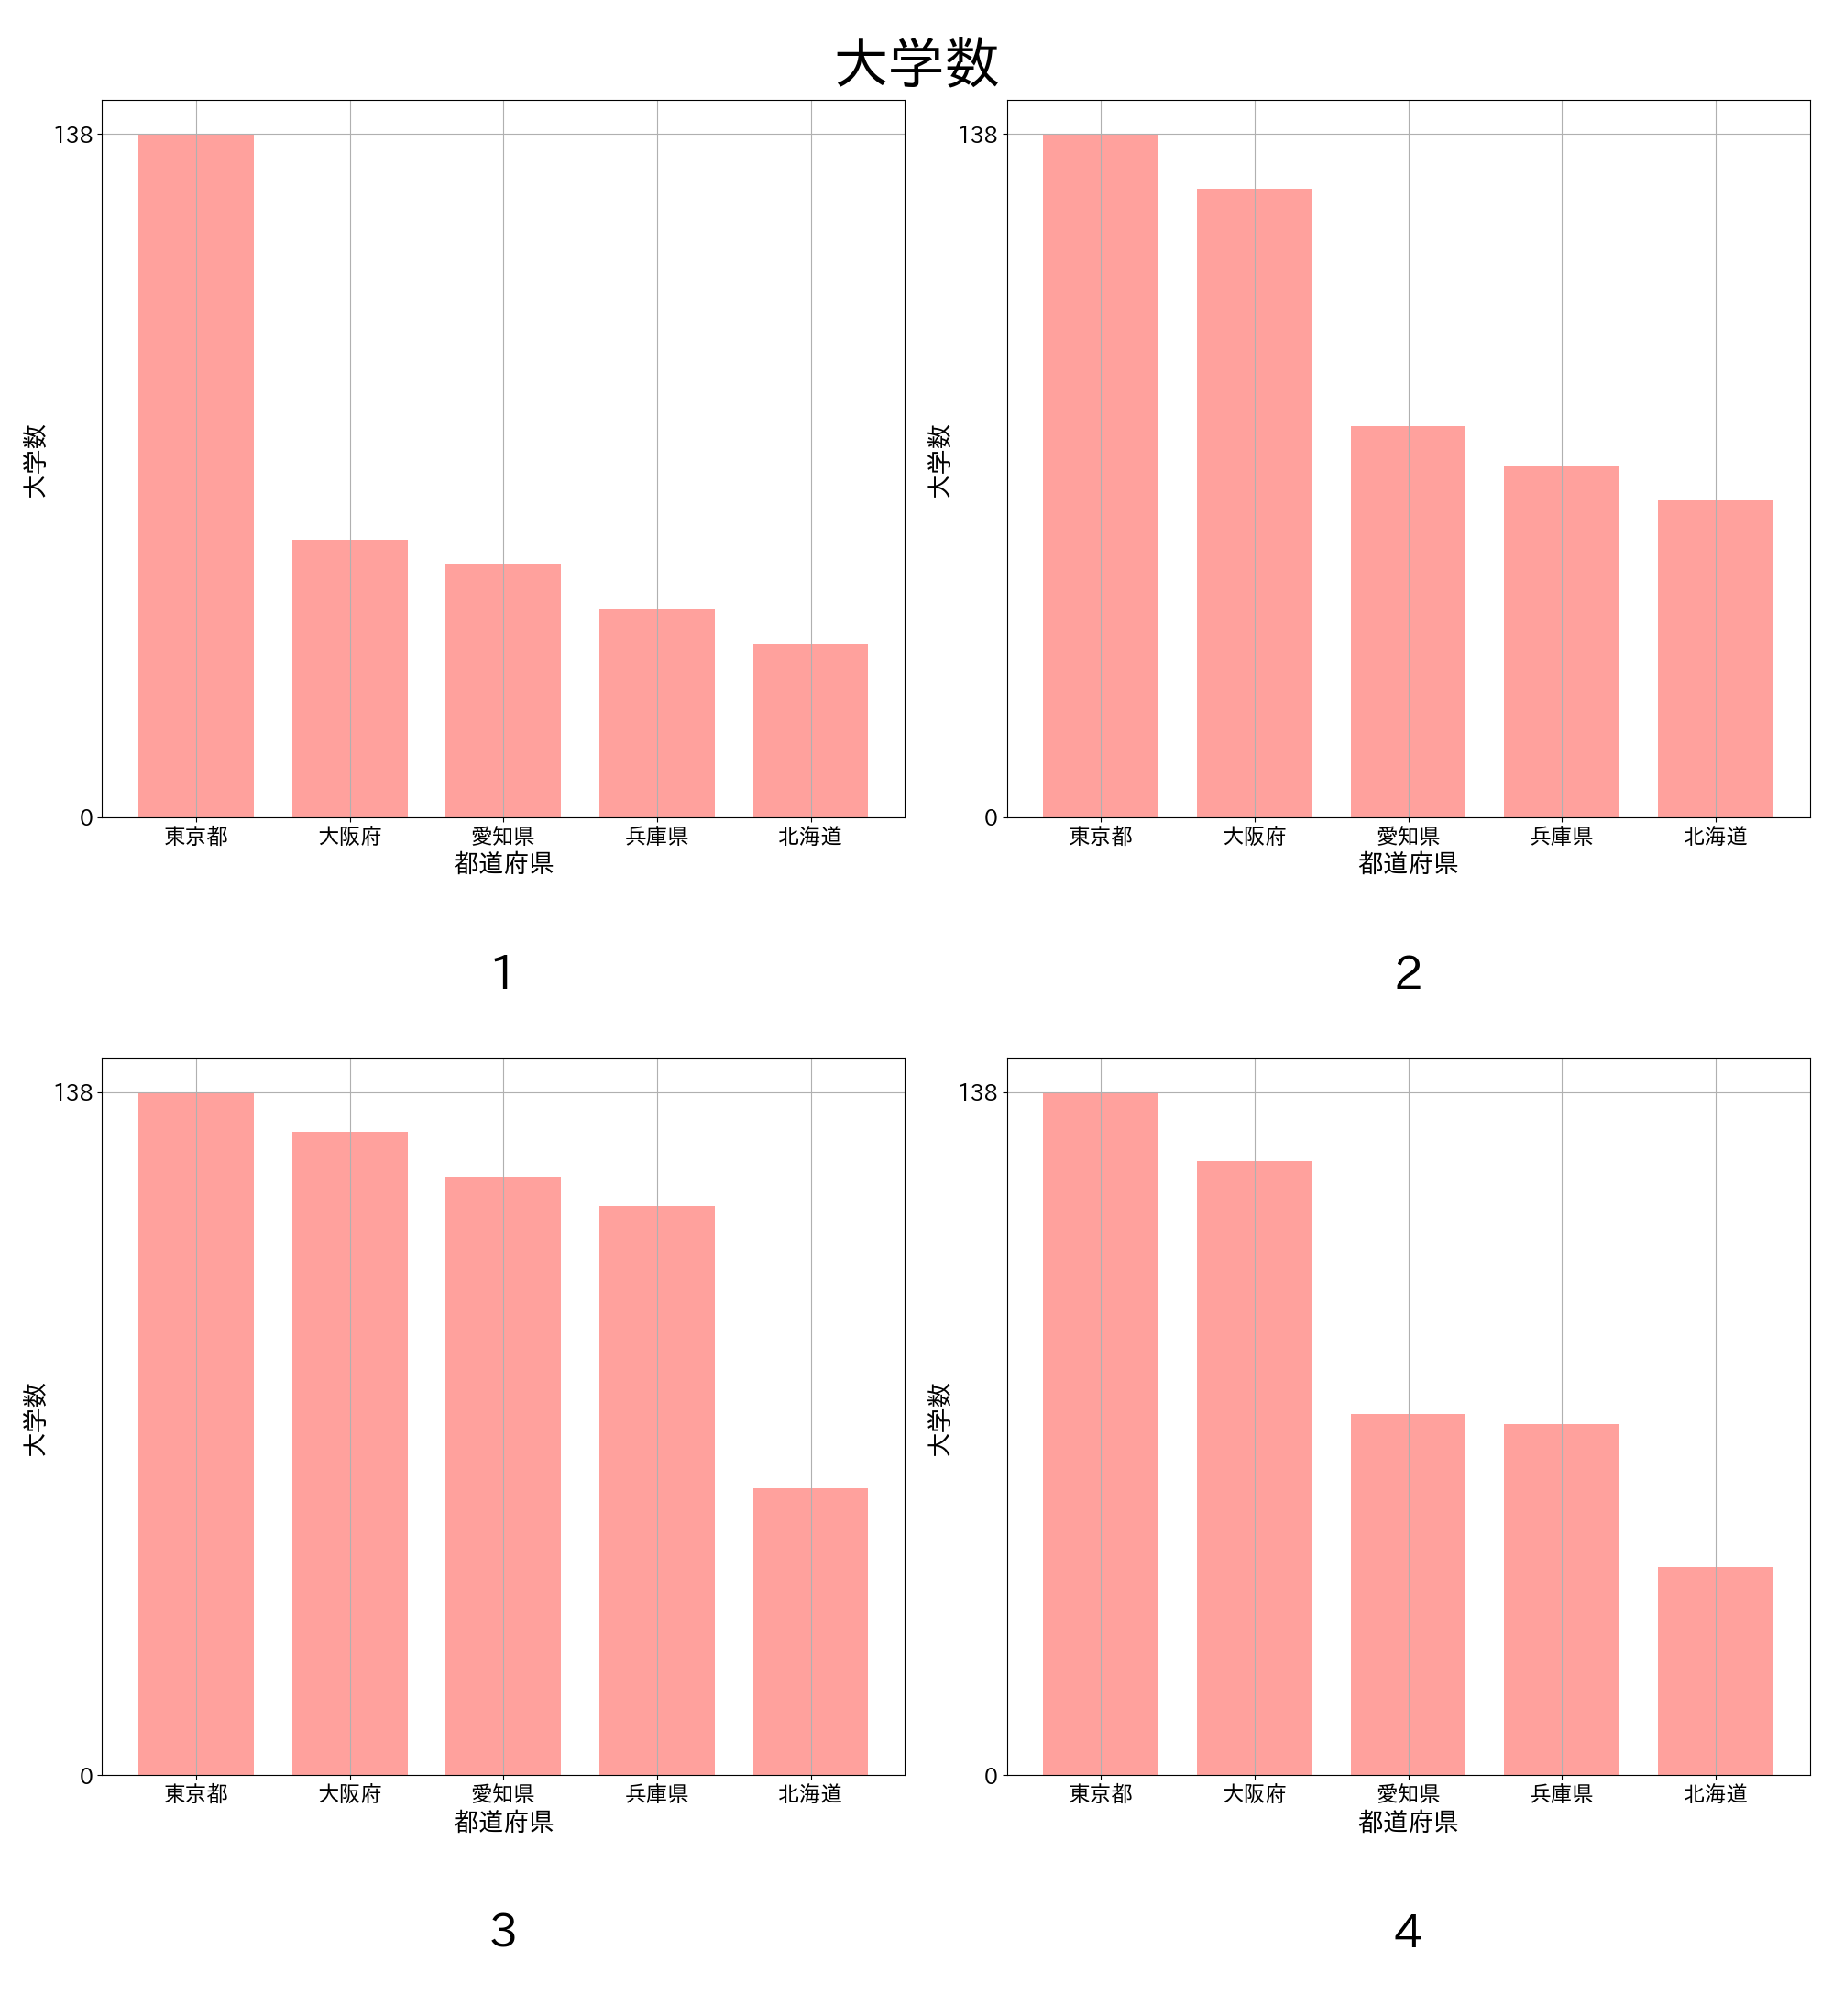 大学数
138
0
大学数
東京都 大阪府 愛知県 兵庫県 北海道
都道府県
1
138
0
大学数
東京都 大阪府 愛知県 兵庫県 北海道
都道府県
2
138
0
大学数
東京都 大阪府 愛知県 兵庫県 北海道
都道府県
3
138
0
大学数
東京都 大阪府 愛知県 兵庫県 北海道
都道府県
4